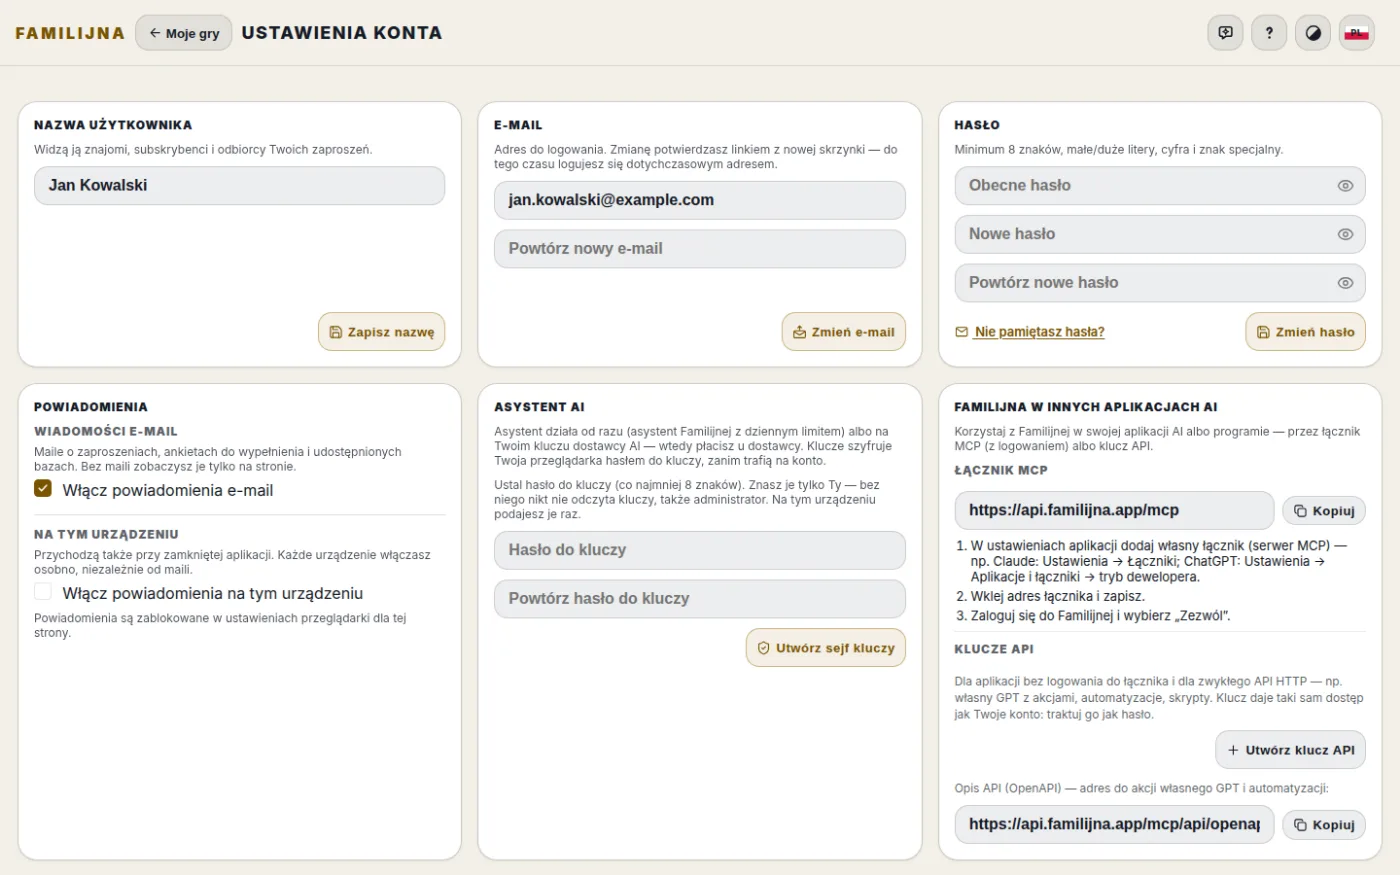 FAMILIJNA
← Moje gry
USTAWIENIA KONTA
?
PL
NAZWA UŻYTKOWNIKA
Widzą ją znajomi, subskrybenci i odbiorcy Twoich zaproszeń.
Jan Kowalski
Zapisz nazwę
E-MAIL
Adres do logowania. Zmianę potwierdzasz linkiem z nowej skrzynki — do
tego czasu logujesz się dotychczasowym adresem.
jan.kowalski@example.com
Powtórz nowy e-mail
Zmień e-mail
HASŁO
Minimum 8 znaków, małe/duże litery, cyfra i znak specjalny.
Obecne hasło
Nowe hasło
Powtórz nowe hasło
Nie pamiętasz hasła?
Zmień hasło
POWIADOMIENIA
WIADOMOŚCI E-MAIL
Maile o zaproszeniach, ankietach do wypełnienia i udostępnionych
bazach. Bez maili zobaczysz je tylko na stronie.
Włącz powiadomienia e-mail
NA TYM URZĄDZENIU
Przychodzą także przy zamkniętej aplikacji. Każde urządzenie włączasz
osobno, niezależnie od maili.
Włącz powiadomienia na tym urządzeniu
Powiadomienia są zablokowane w ustawieniach przeglądarki dla tej
strony.
ASYSTENT AI
Asystent działa od razu (asystent Familijnej z dziennym limitem) albo na
Twoim kluczu dostawcy AI — wtedy płacisz u dostawcy. Klucze szyfruje
Twoja przeglądarka hasłem do kluczy, zanim trafią na konto.
Ustal hasło do kluczy (co najmniej 8 znaków). Znasz je tylko Ty — bez
niego nikt nie odczyta kluczy, także administrator. Na tym urządzeniu
podajesz je raz.
Hasło do kluczy
Powtórz hasło do kluczy
Utwórz sejf kluczy
FAMILIJNA W INNYCH APLIKACJACH AI
Korzystaj z Familijnej w swojej aplikacji AI albo programie — przez łącznik
MCP (z logowaniem) albo klucz API.
ŁĄCZNIK MCP
https://api.familijna.app/mcp
Kopiuj
1. W ustawieniach aplikacji dodaj własny łącznik (serwer MCP) —
np. Claude: Ustawienia → Łączniki; ChatGPT: Ustawienia →
Aplikacje i łączniki → tryb dewelopera.
2. Wklej adres łącznika i zapisz.
3. Zaloguj się do Familijnej i wybierz „Zezwól”.
KLUCZE API
Dla aplikacji bez logowania do łącznika i dla zwykłego API HTTP — np.
własny GPT z akcjami, automatyzacje, skrypty. Klucz daje taki sam dostęp
jak Twoje konto: traktuj go jak hasło.
+ Utwórz klucz API
Opis API (OpenAPI) — adres do akcji własnego GPT i automatyzacji:
https://api.familijna.app/mcp/api/openap
Kopiuj